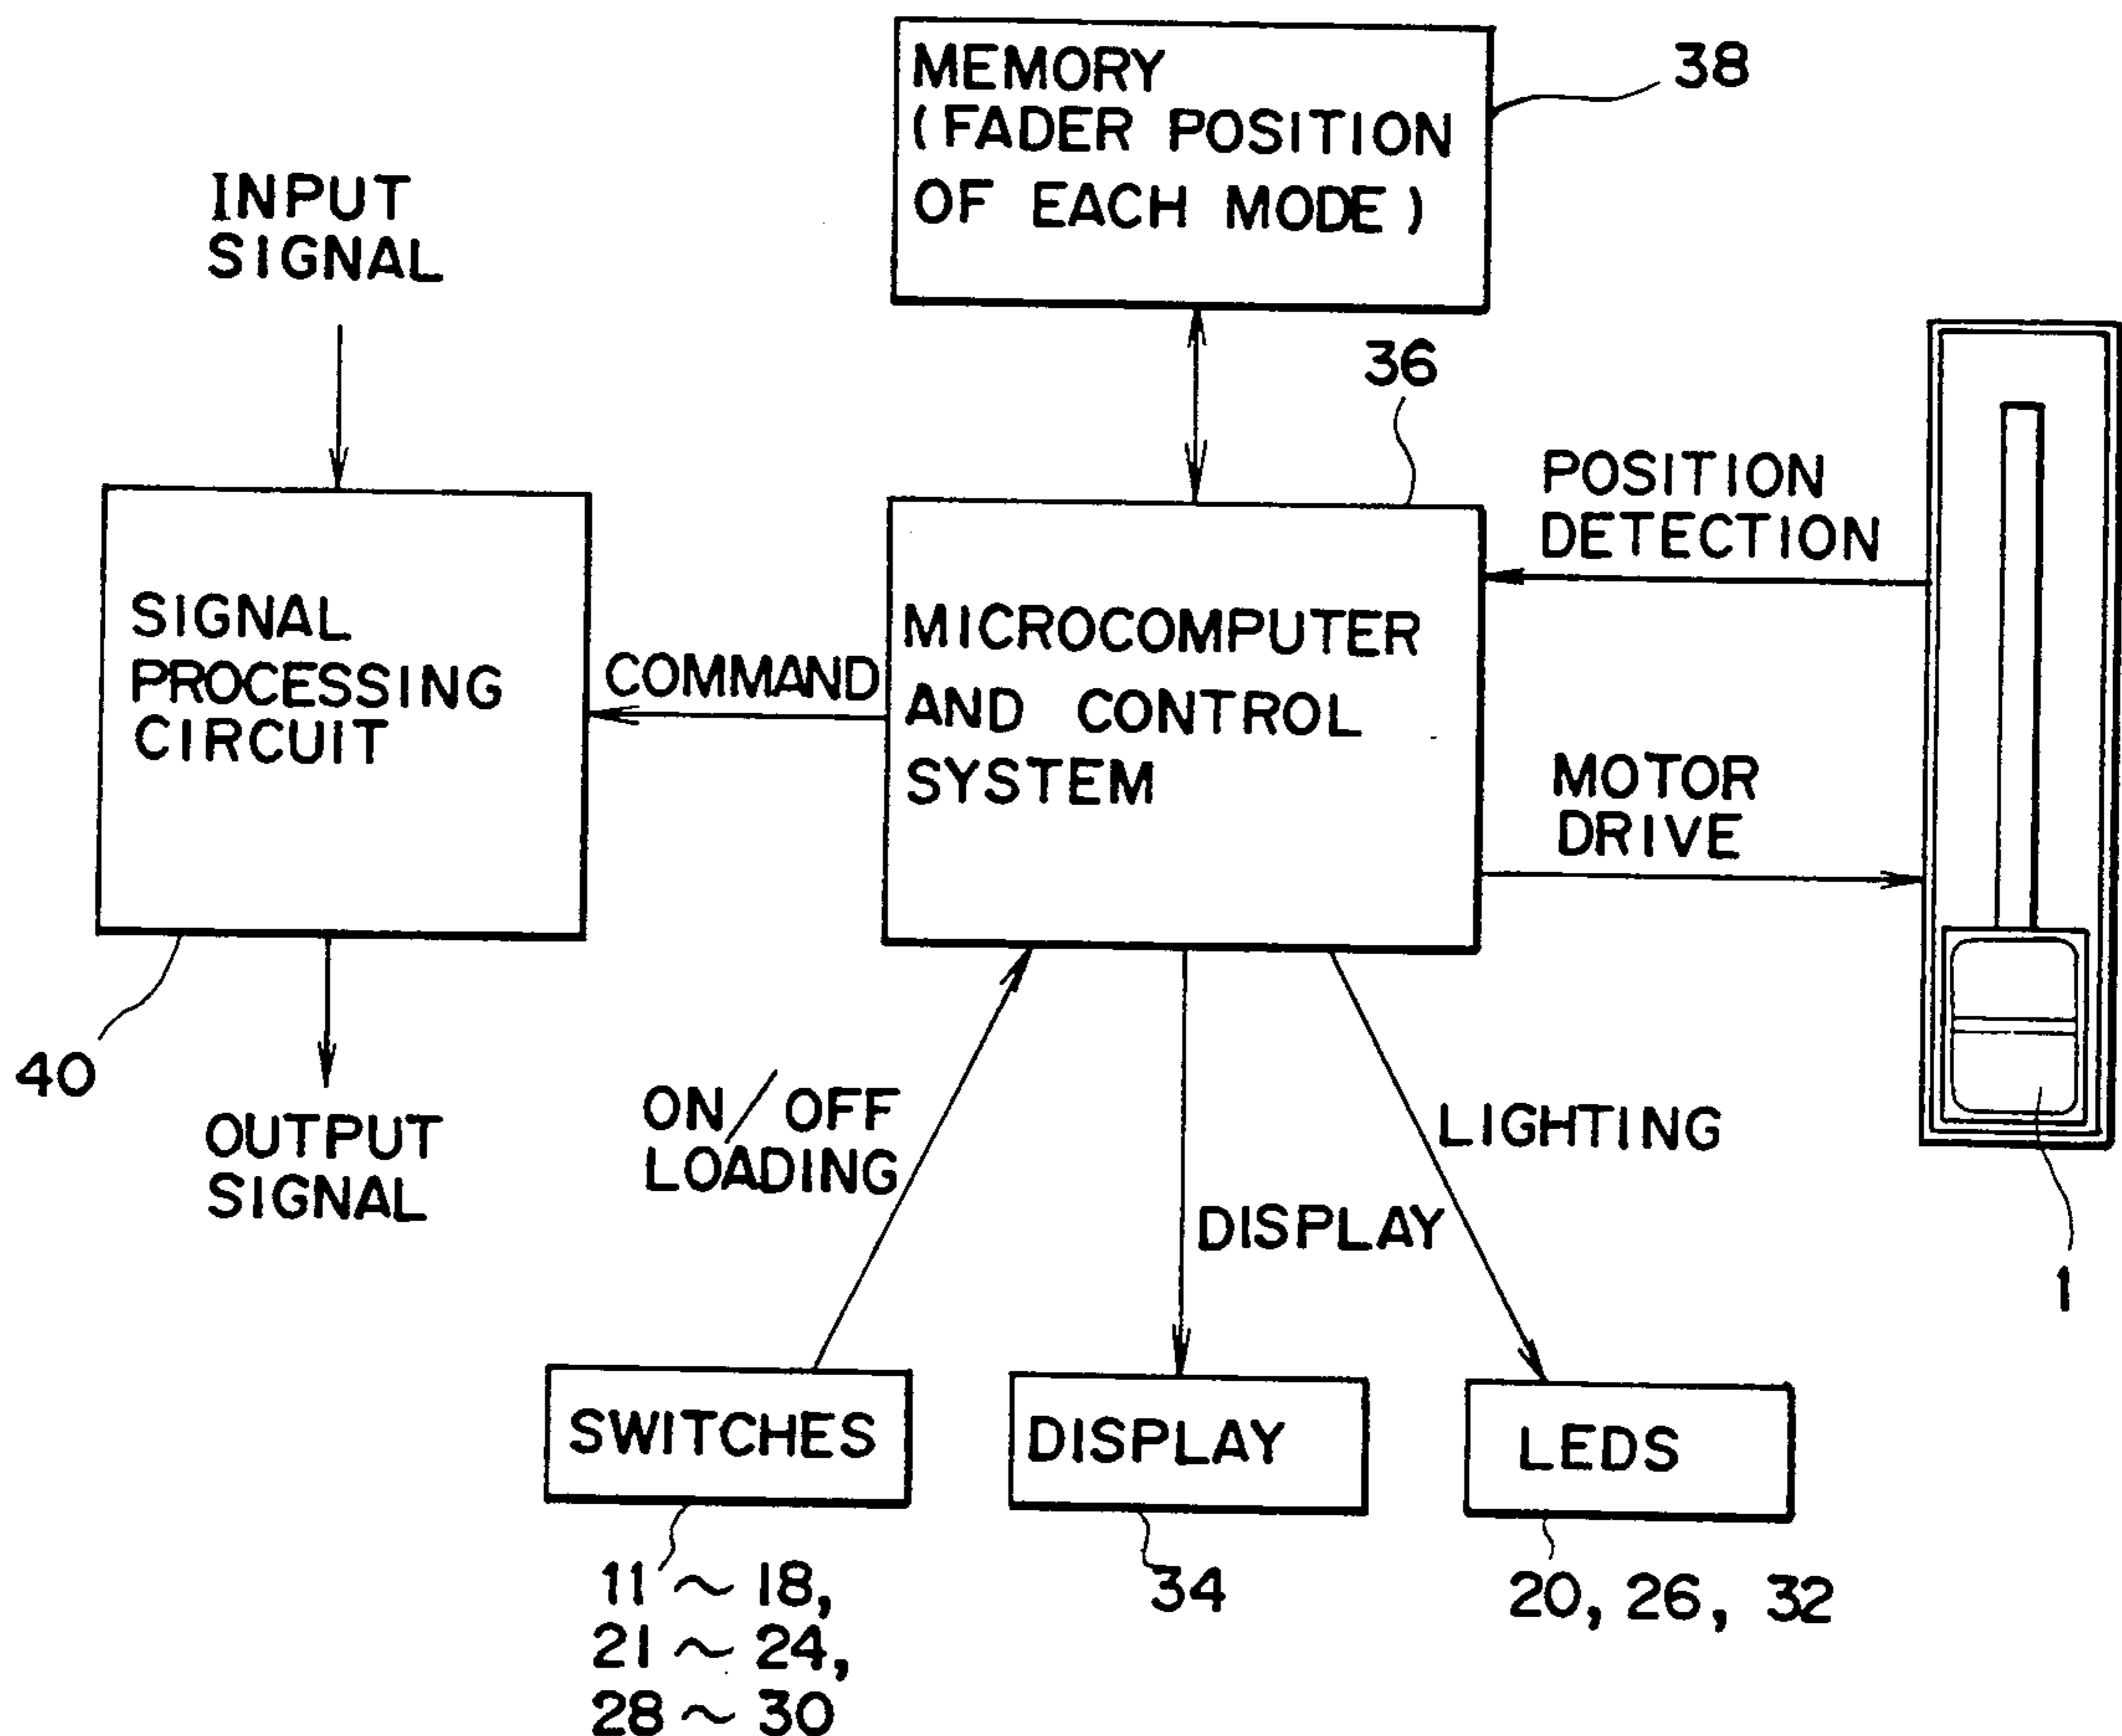 MEMORY
(FADER POSITION
OF EACH MODE)
38
INPUT
SIGNAL
36
POSITION
DETECTION
SIGNAL
PROCESSING
CIRCUIT
COMMAND
MICROCOMPUTER
AND CONTROL
SYSTEM
MOTOR
DRIVE
40
OUTPUT
SIGNAL
ON/OFF
LOADING
LIGHTING
DISPLAY
1
SWITCHES
DISPLAY
LEDS
11 ~ 18,
21 ~ 24,
28 ~ 30
34
20, 26, 32